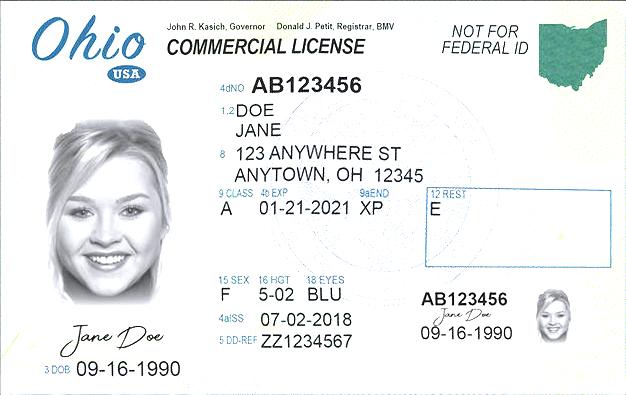 Ohio
USA
John R. Kasich, Governor Donald J. Petit, Registrar, BMV
COMMERCIAL LICENSE
NOT FOR
FEDERAL ID
4dNO AB123456
1,2 DOE
JANE
8 123 ANYWHERE ST
ANYTOWN, OH 12345
9 CLASS 4b EXP 9aEND 12 REST
A 01-21-2021 XP E
15 SEX 16 HGT 18 EYES
F 5-02 BLU
4aISS 07-02-2018
5 DD-REF ZZ1234567
Jane Doe
3 DOB 09-16-1990
AB123456
Jane Doe
09-16-1990